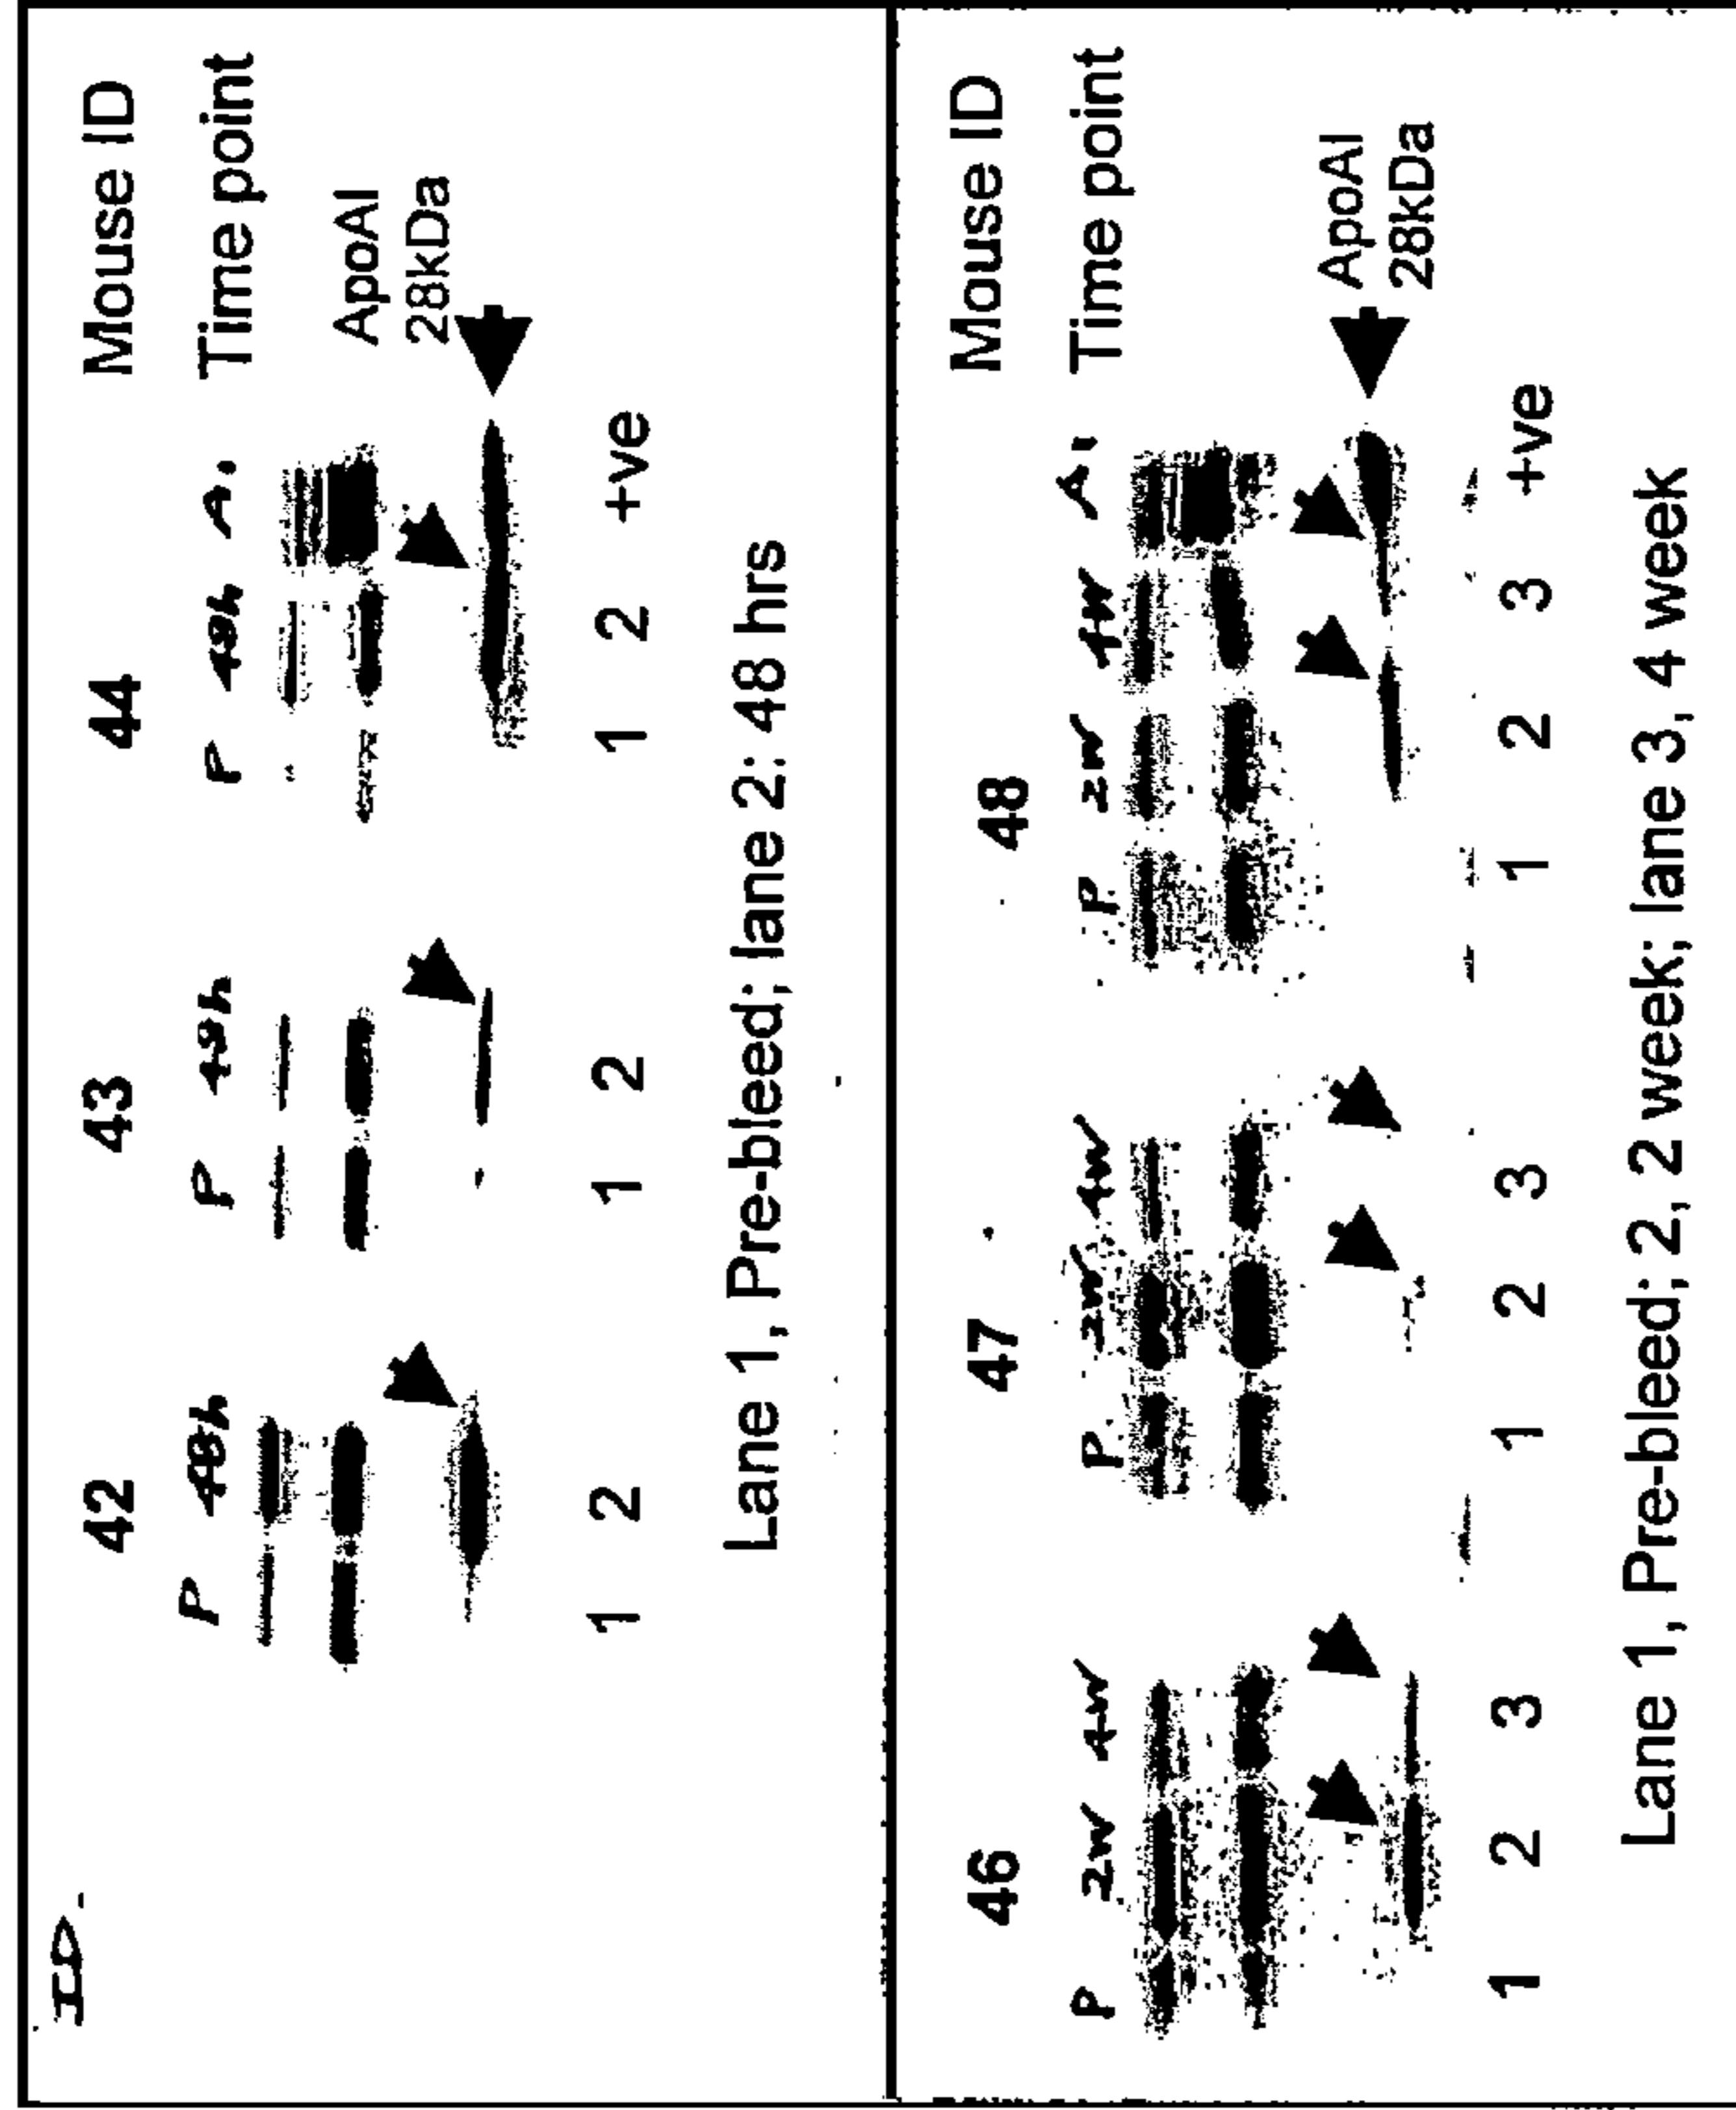 ID.
42 43 44 Mouse ID
P 48h P 48h P 48h A. Time point
ApoAI
28kDa
1 2 1 2 1 2 +ve
Lane 1, Pre-bleed; lane 2: 48 hrs
46 47 48 Mouse ID
P 2W 4W P. 2W 4W P 2W 4W A. Time point
ApoAI
28kDa
1 2 3 1 2 3 1 2 3 +ve
Lane 1, Pre-bleed; 2, 2 week; lane 3, 4 week